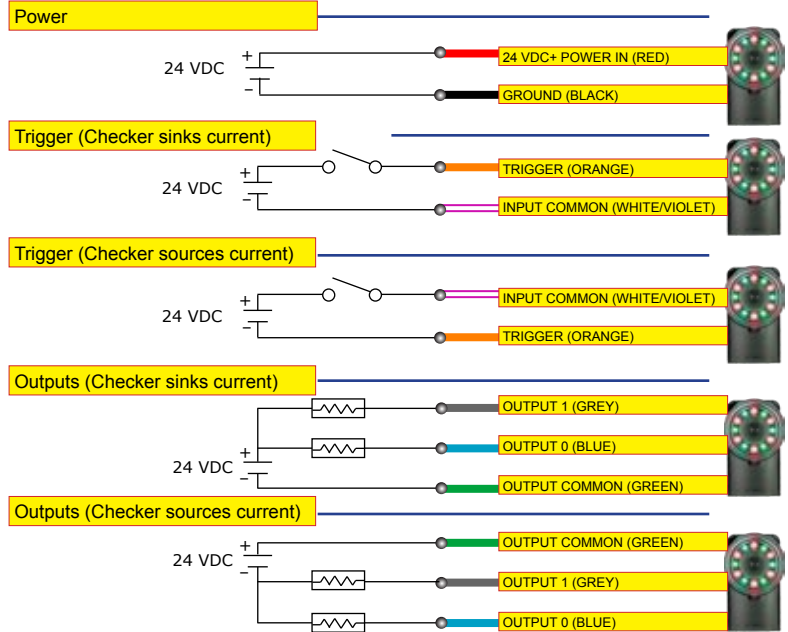 Power
24 VDC
+
−
24 VDC+ POWER IN (RED)
GROUND (BLACK)
Trigger (Checker sinks current)
24 VDC
+
−
TRIGGER (ORANGE)
INPUT COMMON (WHITE/VIOLET)
Trigger (Checker sources current)
24 VDC
+
−
INPUT COMMON (WHITE/VIOLET)
TRIGGER (ORANGE)
Outputs (Checker sinks current)
24 VDC
+
−
OUTPUT 1 (GREY)
OUTPUT 0 (BLUE)
OUTPUT COMMON (GREEN)
Outputs (Checker sources current)
24 VDC
+
−
OUTPUT COMMON (GREEN)
OUTPUT 1 (GREY)
OUTPUT 0 (BLUE)